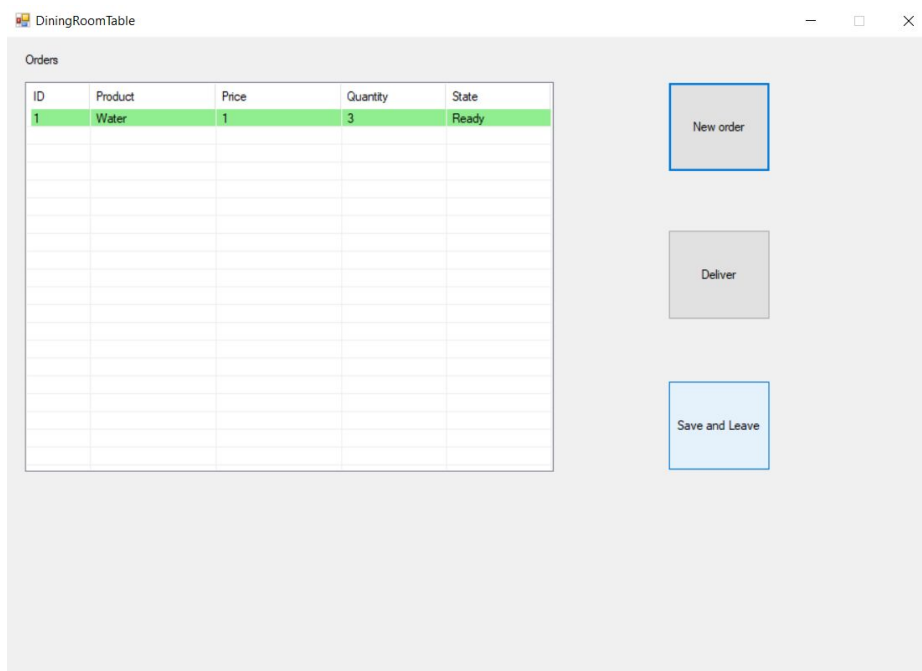 DiningRoomTable
Orders
ID Product Price Quantity State
1 Water 1 3 Ready
New order
Deliver
Save and Leave